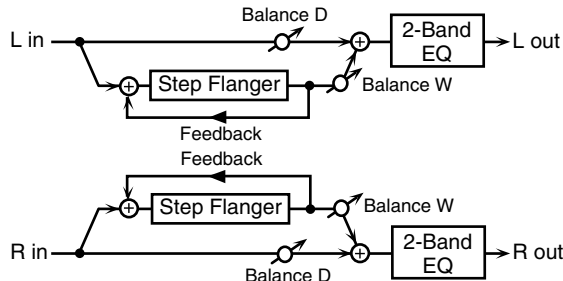 Balance D
L in
2-Band
EQ
L out
Step Flanger
Balance W
Feedback
Feedback
Step Flanger
Balance W
R in
2-Band
EQ
R out
Balance D